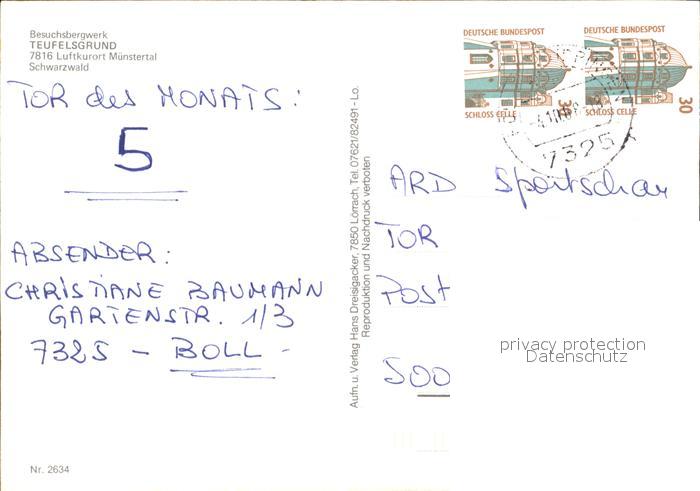 Besuchsbergwerk
TEUFELSGRUND
7816 Luftkurort Münstertal
Schwarzwald
TOR des MONATS:
5
ABSENDER:
CHRISTIANE BAUMANN
GARTENSTR. 1/3
7325 - BOLL -
Nr. 2634
Aufn. u. Verlag Hans Dreisigacker, 7850 Lörrach, Tel. 07621/82491 - Lo.
Reproduktion und Nachdruck verboten
DEUTSCHE BUNDESPOST
30
SCHLOSS CELLE
DEUTSCHE BUNDESPOST
30
SCHLOSS CELLE
7325
ARD Sportschau
TOR
POST
500
privacy protection
Datenschutz